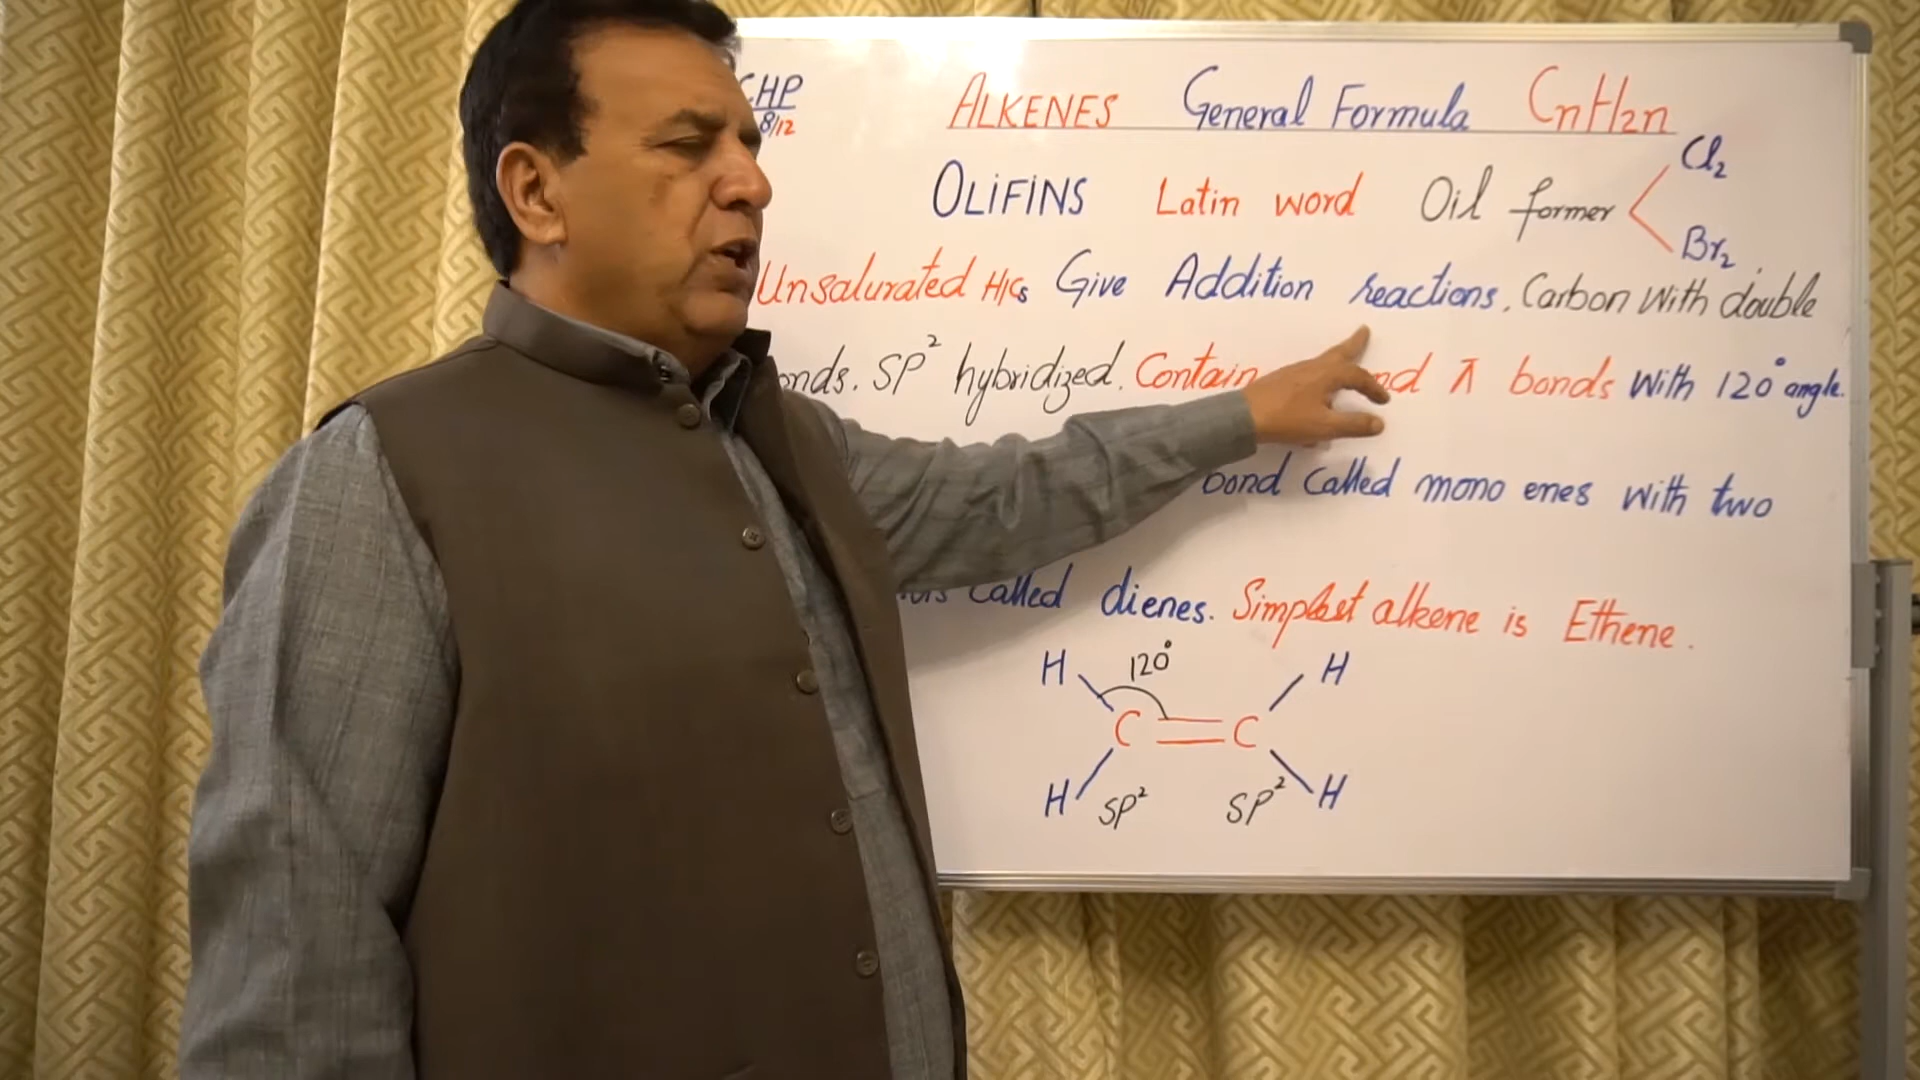 CHP
8/12
ALKENES General Formula CnH2n
OLiFiNS Latin word Oil former Cl2
Br2
Unsaturated H/Cs Give Addition reactions. Carbon with double
onds. SP2 hybridized. Contain nd π bonds with 120° angle.
bond called mono enes with two
called dienes. Simplest alkene is Ethene.
H 120° H
C C
H SP2 SP2 H